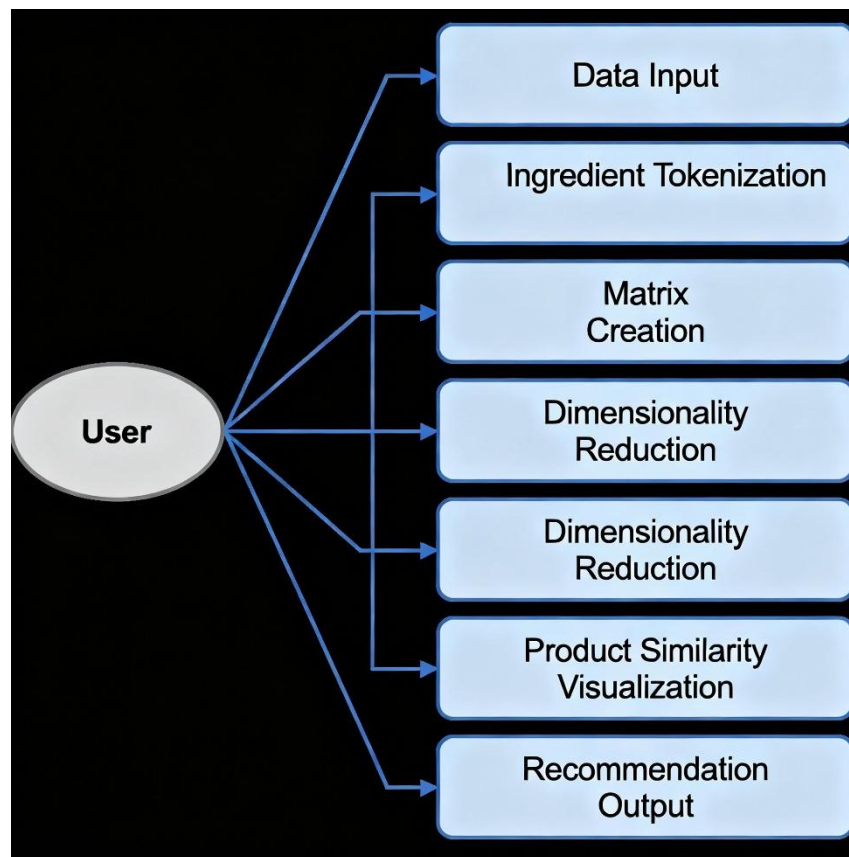 Data Input
Ingredient Tokenization
Matrix
Creation
User
Dimensionality
Reduction
Dimensionality
Reduction
Product Similarity
Visualization
Recommendation
Output